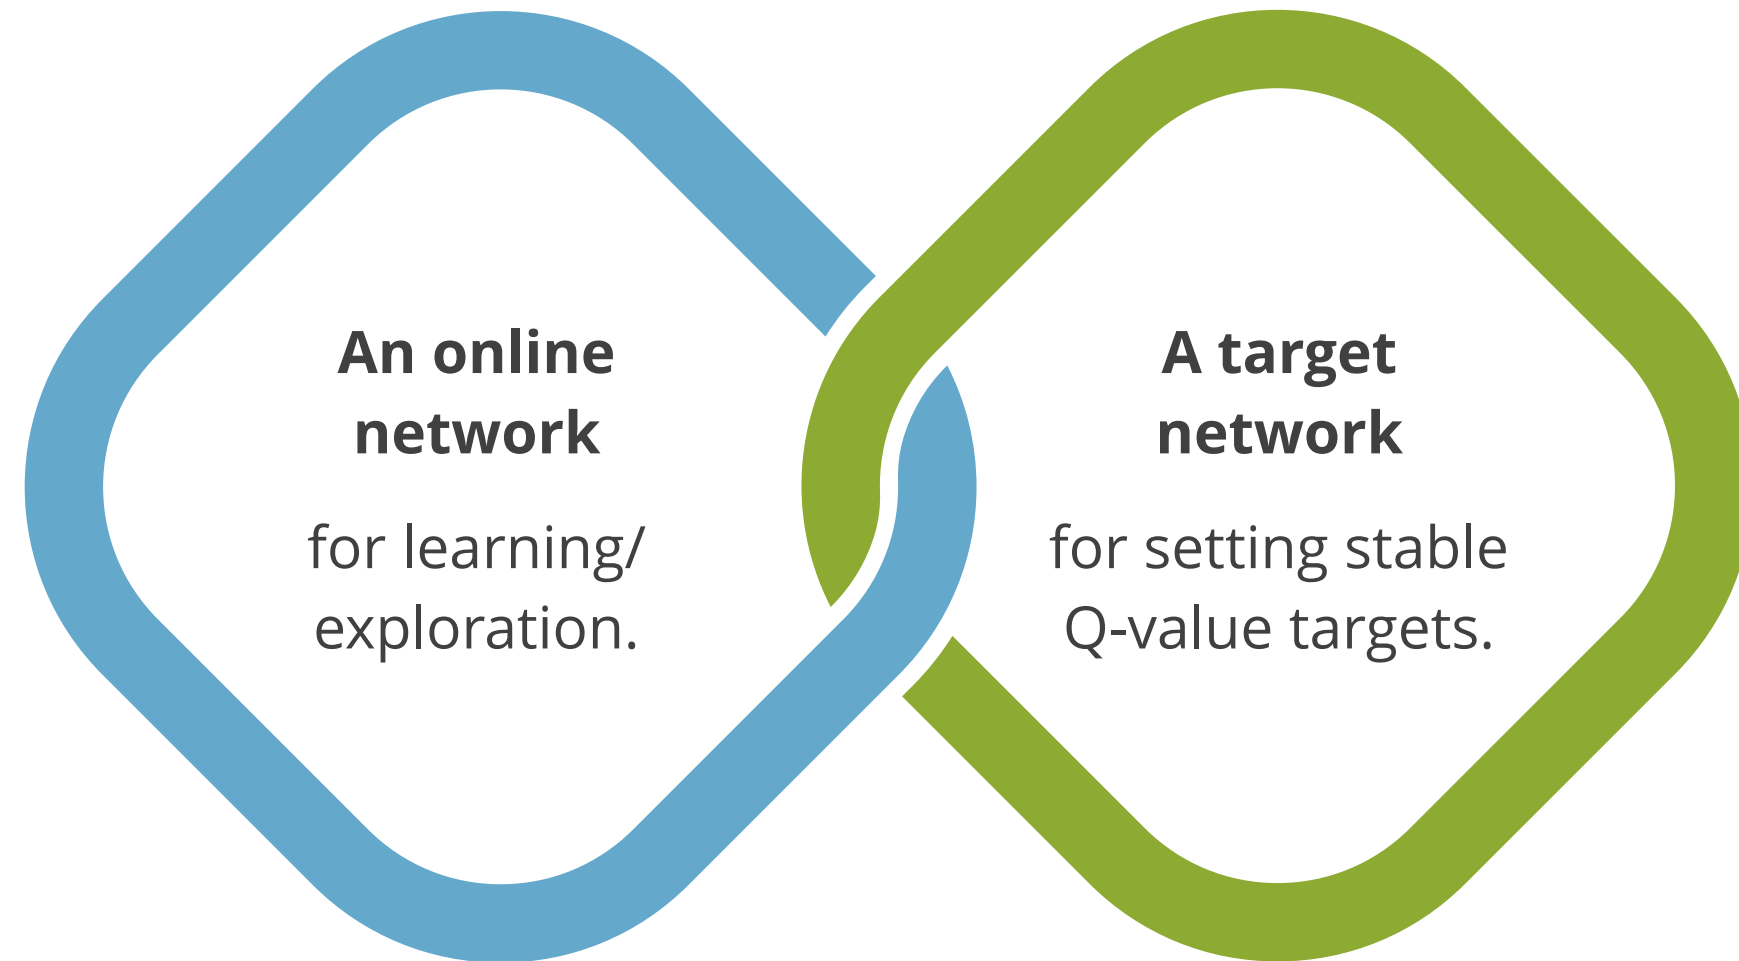 An online
network
for learning/
exploration.
A target
network
for setting stable
Q-value targets.